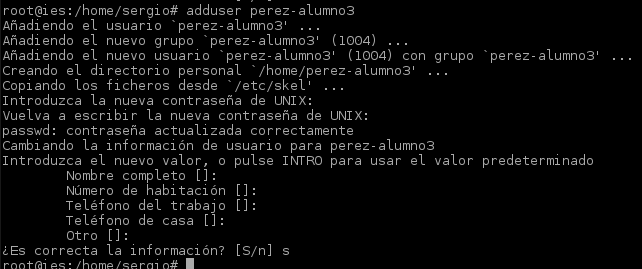 root@ies:/home/sergio# adduser perez-alumno3
Añadiendo el usuario `perez-alumno3' ...
Añadiendo el nuevo grupo `perez-alumno3' (1004) ...
Añadiendo el nuevo usuario `perez-alumno3' (1004) con grupo `perez-alumno3' ...
Creando el directorio personal `/home/perez-alumno3' ...
Copiando los ficheros desde `/etc/skel' ...
Introduzca la nueva contraseña de UNIX:
Vuelva a escribir la nueva contraseña de UNIX:
passwd: contraseña actualizada correctamente
Cambiando la información de usuario para perez-alumno3
Introduzca el nuevo valor, o pulse INTRO para usar el valor predeterminado
Nombre completo []:
Número de habitación []:
Teléfono del trabajo []:
Teléfono de casa []:
Otro []:
¿Es correcta la información? [S/n] s
root@ies:/home/sergio#